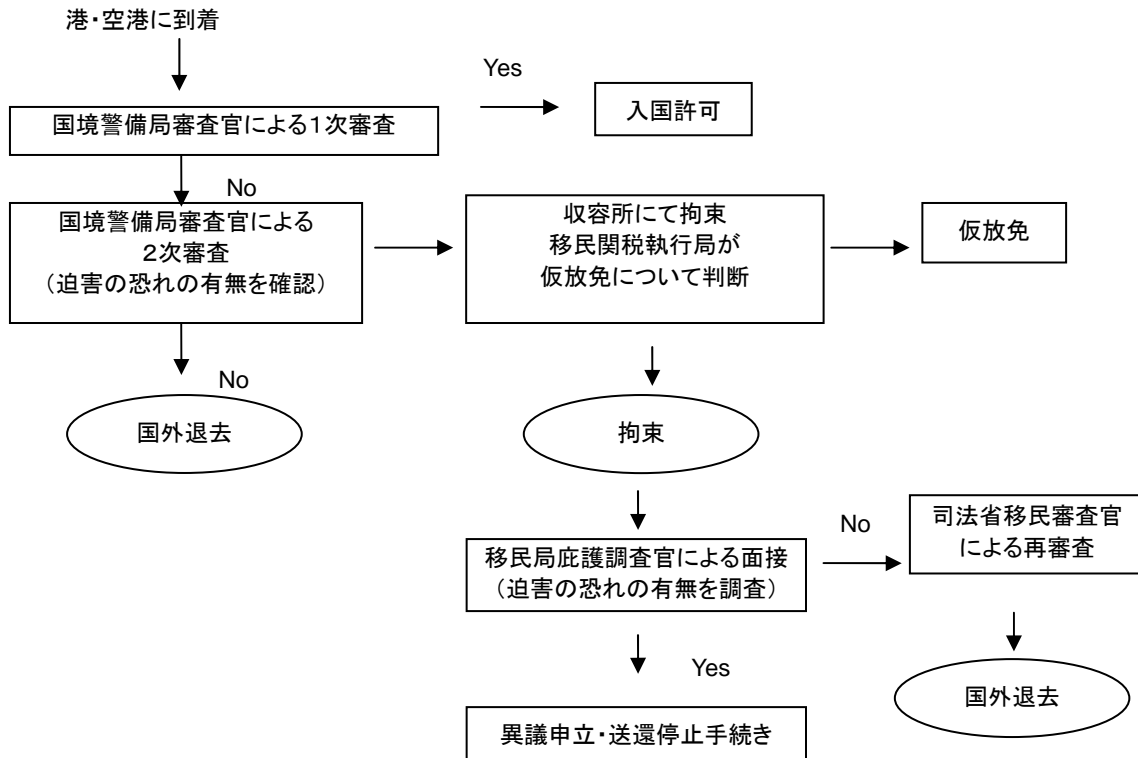 港・空港に到着
Yes
国境警備局審査官による1次審査
入国許可
No
国境警備局審査官による
2次審査
（迫害の恐れの有無を確認）
収容所にて拘束
移民関税執行局が
仮放免について判断
仮放免
No
国外退去
拘束
移民局庇護調査官による面接
（迫害の恐れの有無を調査）
No
司法省移民審査官
による再審査
Yes
国外退去
異議申立・送還停止手続き